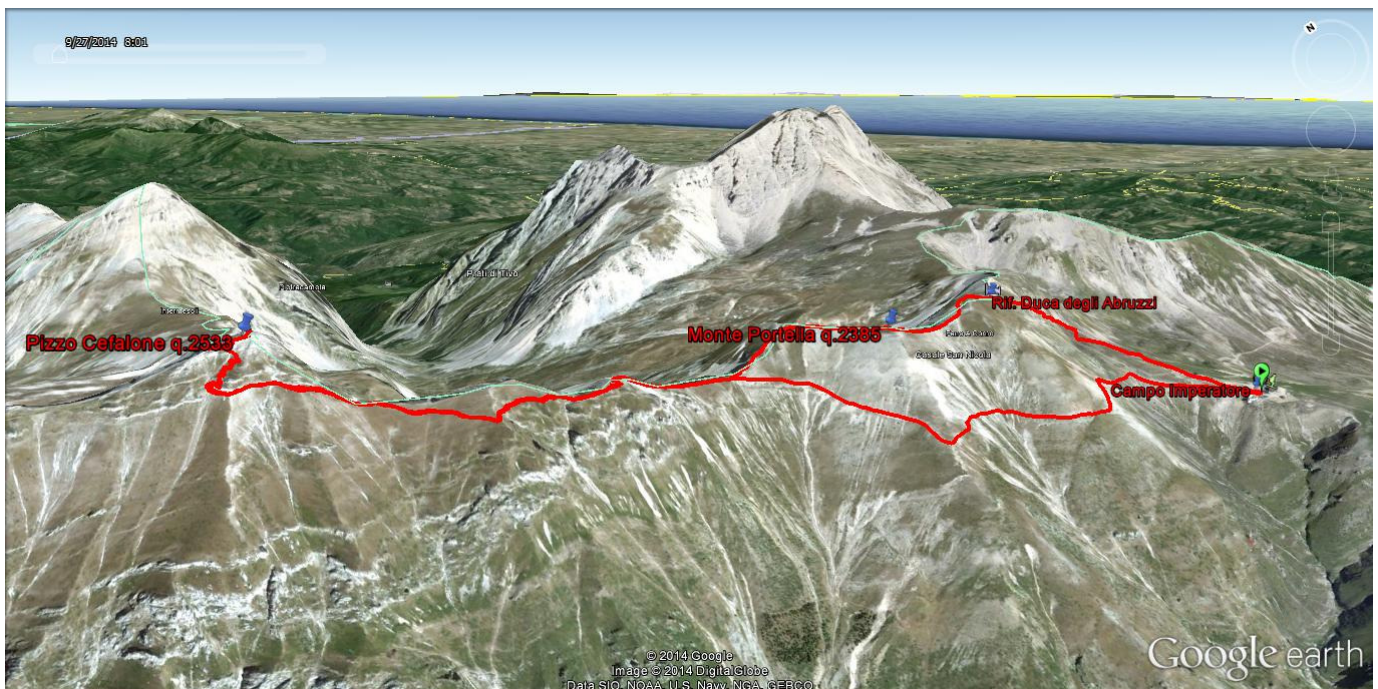 9/27/2014 8:01
N
Prati di Tivo
Pietracamela
Pizzo Cefalone q.2533
Monte Portella q.2385
Rif. Duca degli Abruzzi
Casale San Nicola
Campo Imperatore
© 2014 Google
Image © 2014 DigitalGlobe
Data SIO, NOAA, U.S. Navy, NGA, GEBCO
Google earth